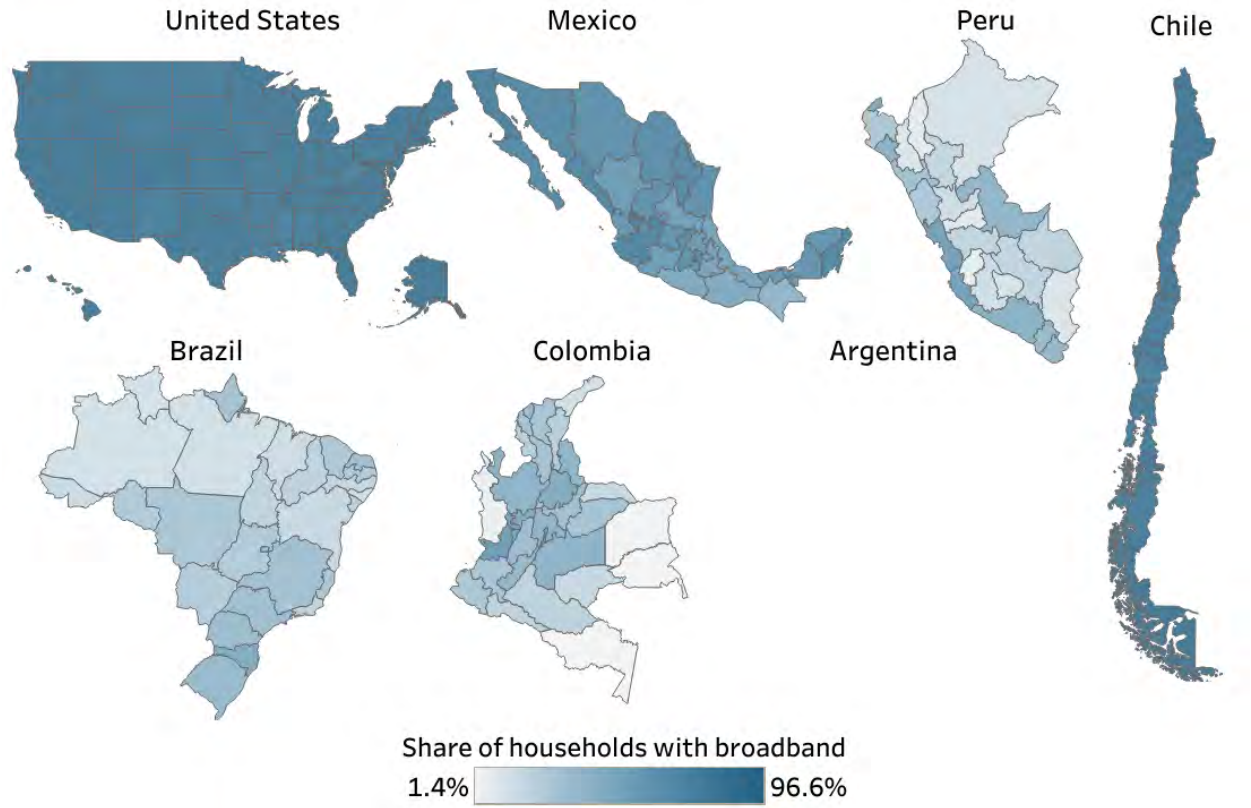 United States
Mexico
Peru
Chile
Brazil
Colombia
Argentina
Share of households with broadband
1.4%
96.6%